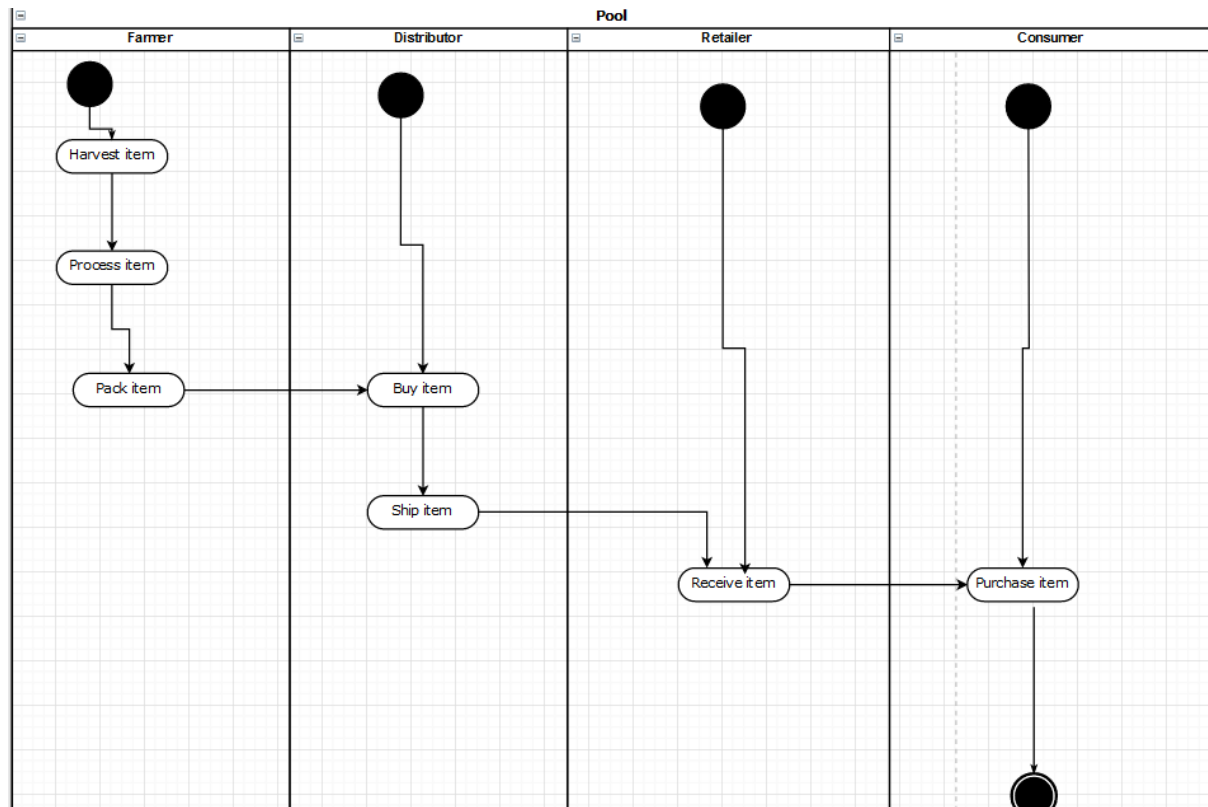 Pool
Farmer
Distributor
Retailer
Consumer
Harvest item
Process item
Pack item
Buy item
Ship item
Receive item
Purchase item